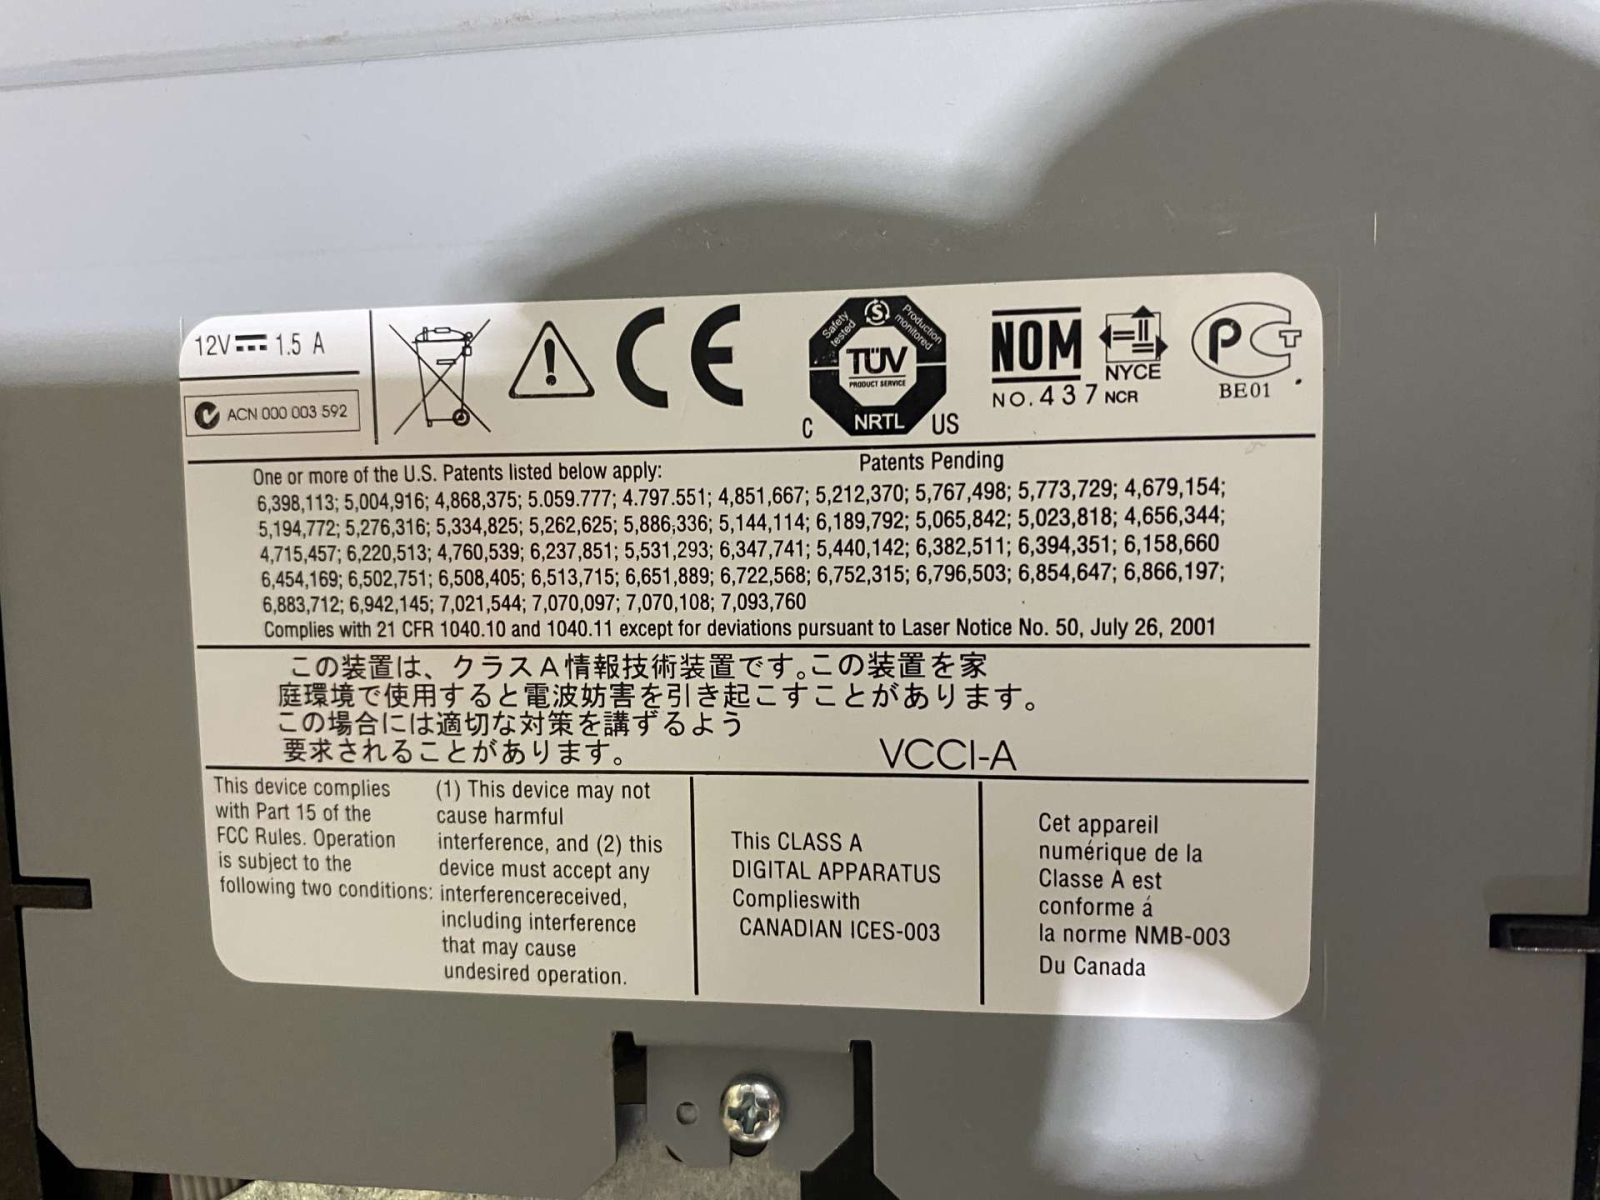 12V 1.5 A
ACN 000 003 592
CE
Safety tested
Production monitored
TÜV
PRODUCT SERVICE
C NRTL US
NOM
NYCE
NO. 437 NCR
PCT
BE01
One or more of the U.S. Patents listed below apply: Patents Pending
6,398,113; 5,004,916; 4,868,375; 5.059.777; 4.797.551; 4,851,667; 5,212,370; 5,767,498; 5,773,729; 4,679,154;
5,194,772; 5,276,316; 5,334,825; 5,262,625; 5,886,336; 5,144,114; 6,189,792; 5,065,842; 5,023,818; 4,656,344;
4,715,457; 6,220,513; 4,760,539; 6,237,851; 5,531,293; 6,347,741; 5,440,142; 6,382,511; 6,394,351; 6,158,660
6,454,169; 6,502,751; 6,508,405; 6,513,715; 6,651,889; 6,722,568; 6,752,315; 6,796,503; 6,854,647; 6,866,197;
6,883,712; 6,942,145; 7,021,544; 7,070,097; 7,070,108; 7,093,760
Complies with 21 CFR 1040.10 and 1040.11 except for deviations pursuant to Laser Notice No. 50, July 26, 2001
この装置は、クラスA情報技術装置です。この装置を家
庭環境で使用すると電波妨害を引き起こすことがあります。
この場合には適切な対策を講ずるよう
要求されることがあります。
VCCI-A
This device complies
with Part 15 of the
FCC Rules. Operation
is subject to the
following two conditions:
(1) This device may not
cause harmful
interference, and (2) this
device must accept any
interferencereceived,
including interference
that may cause
undesired operation.
This CLASS A
DIGITAL APPARATUS
Complieswith
CANADIAN ICES-003
Cet appareil
numérique de la
Classe A est
conforme á
la norme NMB-003
Du Canada